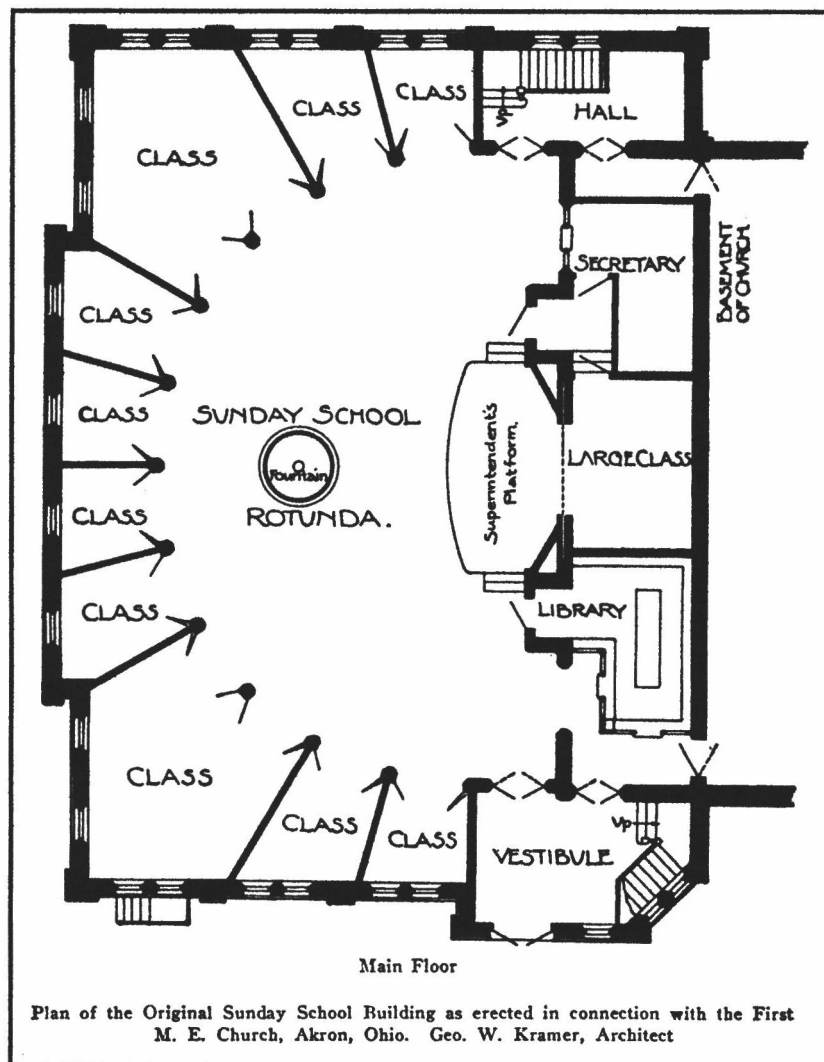 CLASS
CLASS
HALL
Up
CLASS
SECRETARY
BASEMENT
OF CHURCH.
CLASS
CLASS
SUNDAY SCHOOL
Fountain
ROTUNDA.
Superintendent's
Platform.
LARGE CLASS
CLASS
CLASS
LIBRARY
CLASS
CLASS
CLASS
VESTIBULE
Up
Main Floor
Plan of the Original Sunday School Building as erected in connection with the First
M. E. Church, Akron, Ohio. Geo. W. Kramer, Architect